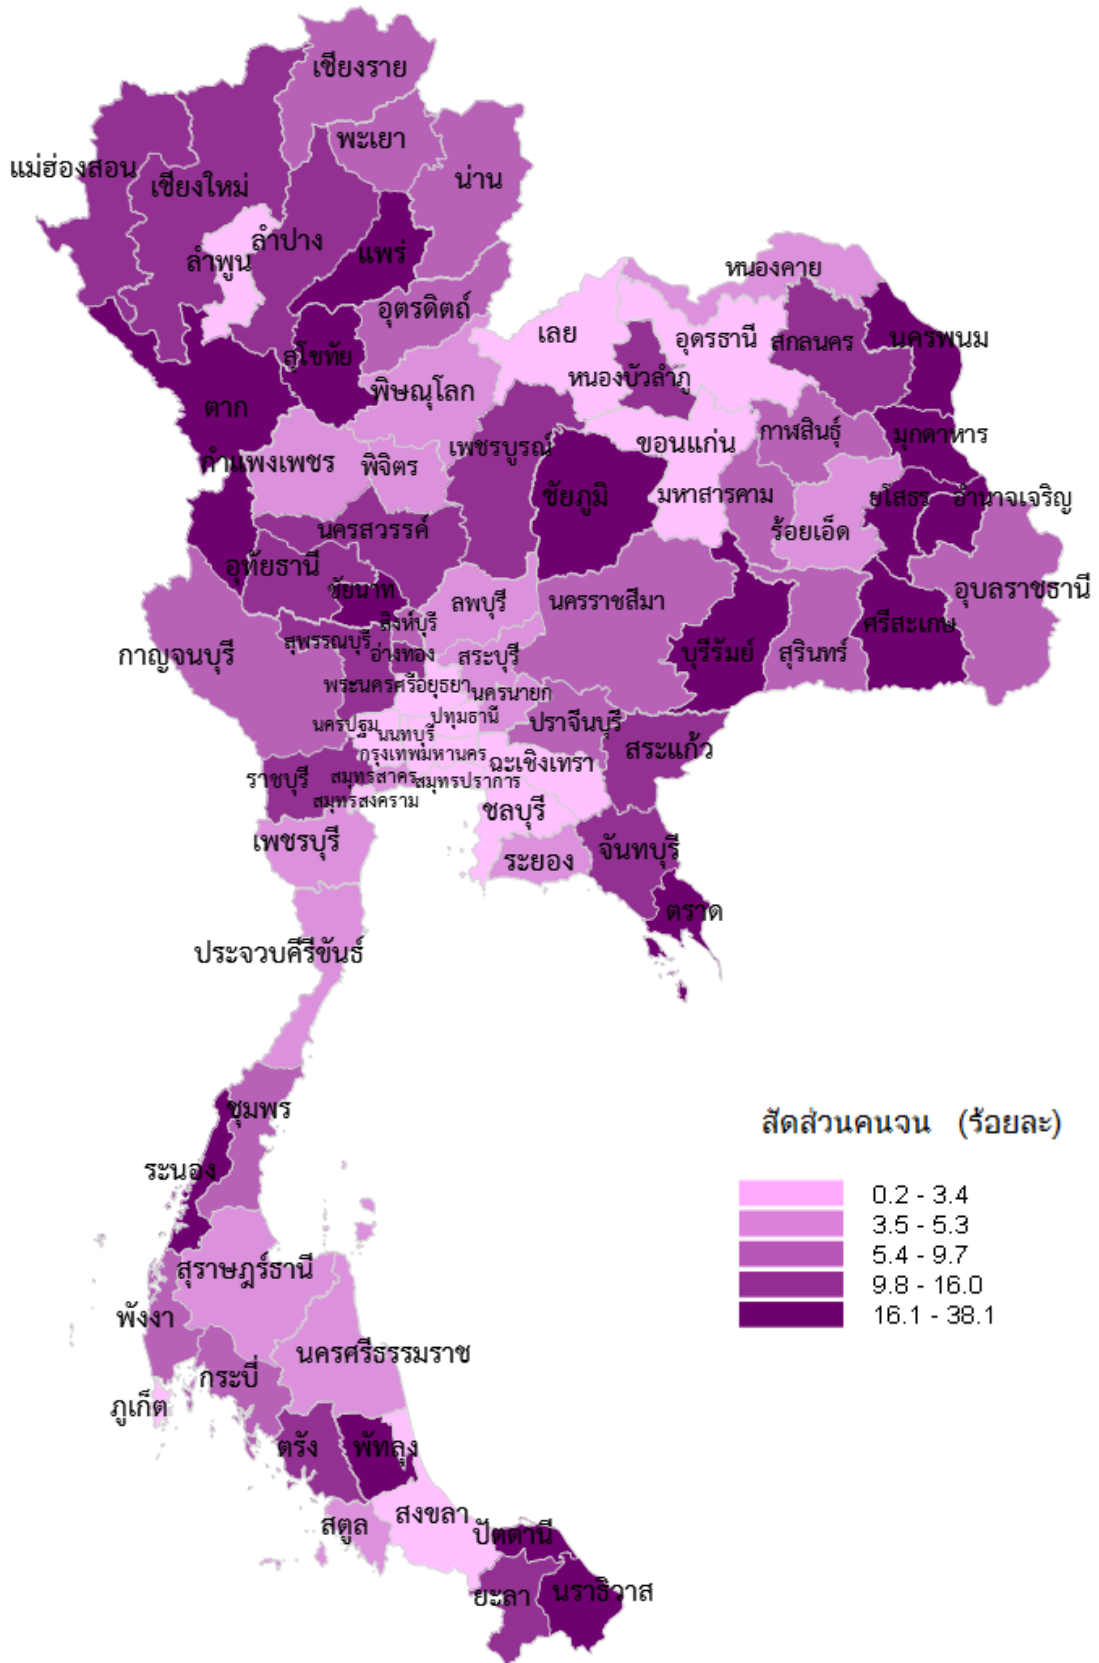 เชียงราย
พะเยา
แม่ฮ่องสอน
เชียงใหม่
น่าน
ลำปาง
ลำพูน
แพร่
หนองคาย
อุตรดิตถ์
เลย
อุดรธานี
สกลนคร
นครพนม
สุโขทัย
หนองบัวลำภู
พิษณุโลก
ตาก
เพชรบูรณ์
ขอนแก่น
กาฬสินธุ์
มุกดาหาร
กำแพงเพชร
พิจิตร
ชัยภูมิ
มหาสารคาม
ยโสธร
อำนาจเจริญ
นครสวรรค์
ร้อยเอ็ด
อุทัยธานี
ชัยนาท
ลพบุรี
นครราชสีมา
อุบลราชธานี
สิงห์บุรี
ศรีสะเกษ
กาญจนบุรี
สุพรรณบุรี
อ่างทอง
สระบุรี
บุรีรัมย์
สุรินทร์
พระนครศรีอยุธยา
นครนายก
นครปฐม
นนทบุรี
ปทุมธานี
ปราจีนบุรี
สระแก้ว
กรุงเทพมหานคร
ฉะเชิงเทรา
ราชบุรี
สมุทรสาคร
สมุทรปราการ
สมุทรสงคราม
ชลบุรี
เพชรบุรี
ระยอง
จันทบุรี
ตราด
ประจวบคีรีขันธ์
ชุมพร
ระนอง
สุราษฎร์ธานี
พังงา
นครศรีธรรมราช
กระบี่
ภูเก็ต
ตรัง
พัทลุง
สตูล
สงขลา
ปัตตานี
ยะลา
นราธิวาส
สัดส่วนคนจน (ร้อยละ)
0.2 - 3.4
3.5 - 5.3
5.4 - 9.7
9.8 - 16.0
16.1 - 38.1